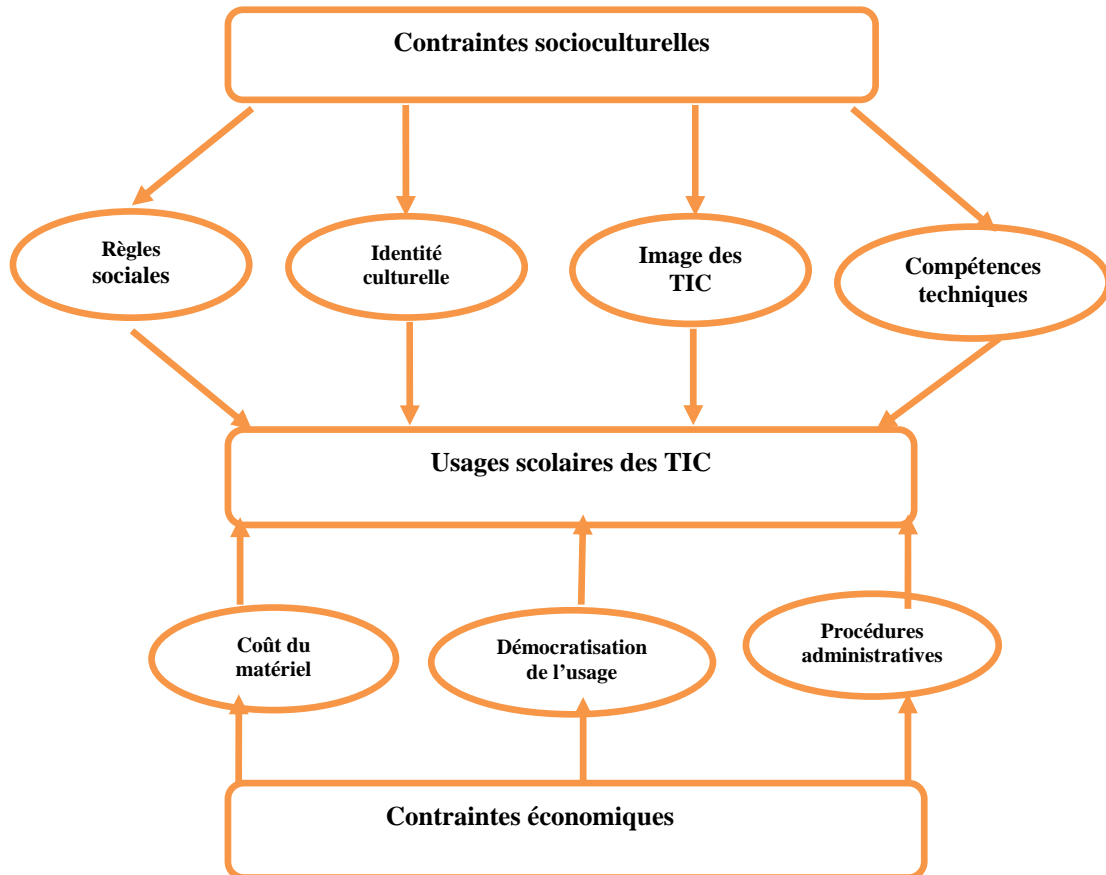 Contraintes socioculturelles
Règles
sociales
Identité
culturelle
Image des
TIC
Compétences
techniques
Usages scolaires des TIC
Coût du
matériel
Démocratisation
de l’usage
Procédures
administratives
Contraintes économiques